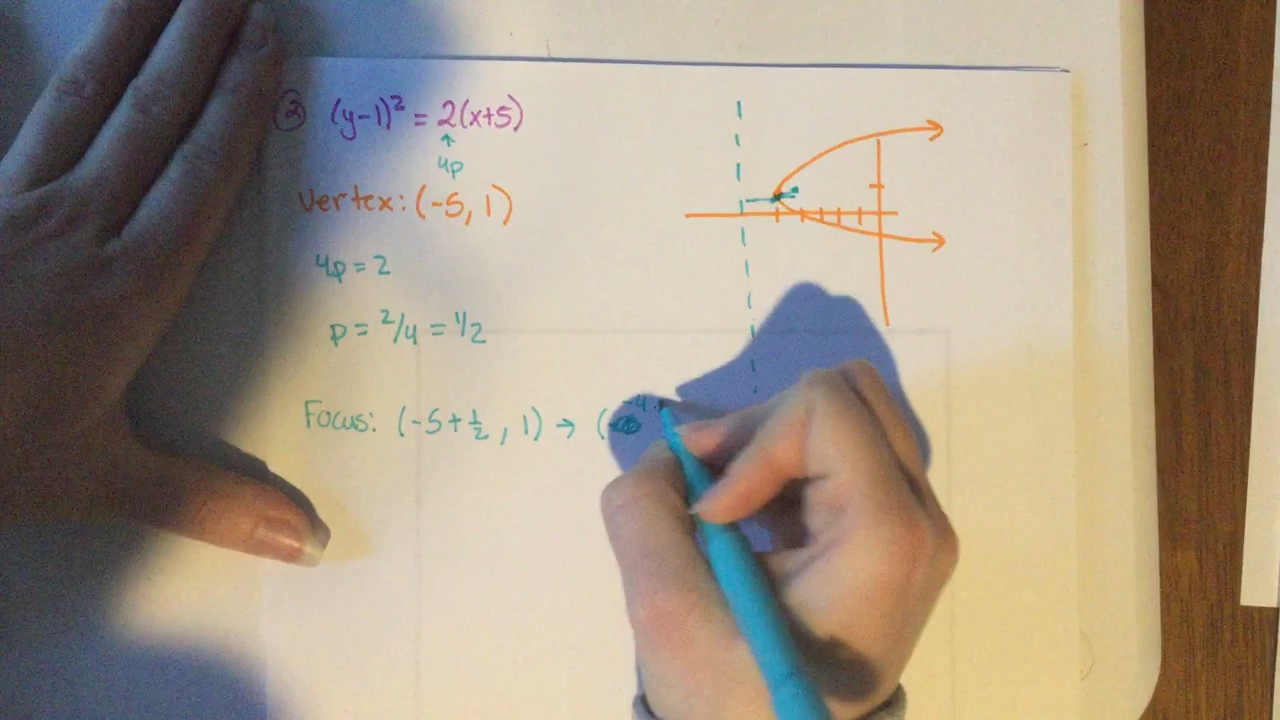 ② (y-1)² = 2(x+5)
↑
4p
Vertex: (-5, 1)
4p = 2
p = 2/4 = 1/2
Focus: (-5 + 1/2, 1) → (-4.